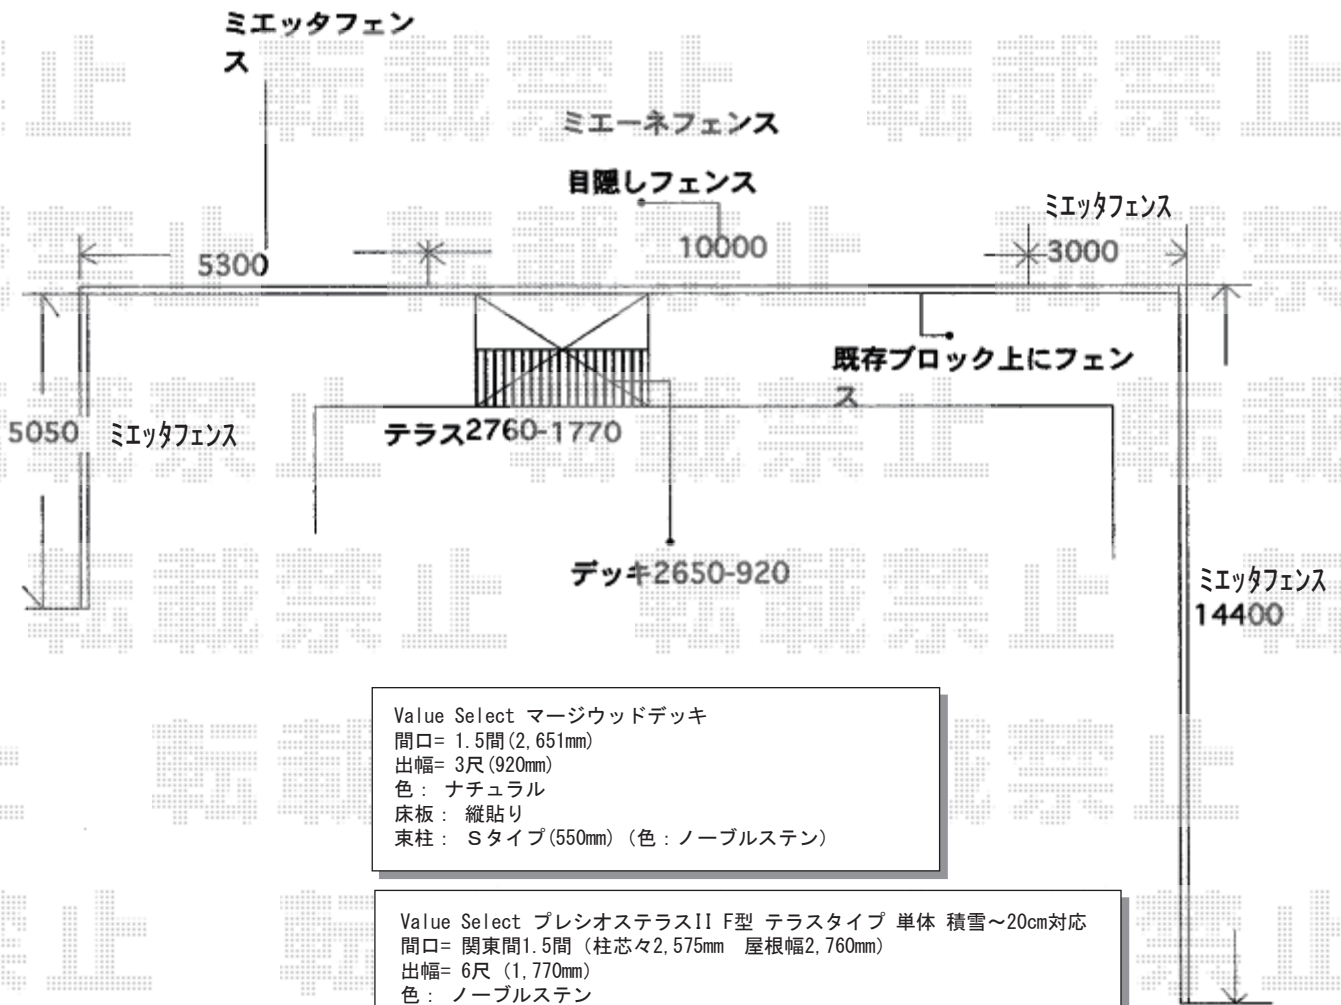 ミエッタフェン
ス
ミエーネフェンス
目隠しフェンス
ミエッタフェンス
5300
10000
3000
既存ブロック上にフェン
ス
5050
ミエッタフェンス
テラス2760-1770
デッキ2650-920
ミエッタフェンス
14400
Value Select マージウッドデッキ
間口= 1.5間(2,651mm)
出幅= 3尺(920mm)
色： ナチュラル
床板： 縦貼り
束柱： Ｓタイプ(550mm)（色：ノーブルステン）
Value Select プレシオステラスII F型 テラスタイプ 単体 積雪～20cm対応
間口= 関東間1.5間（柱芯々2,575mm 屋根幅2,760mm）
出幅= 6尺（1,770mm）
色： ノーブルステン
転載禁止